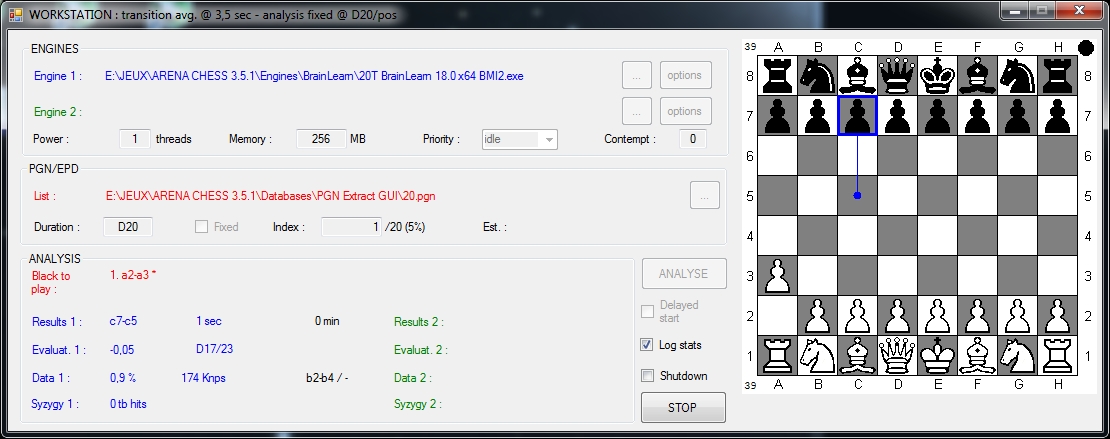 WORKSTATION : transition avg. @ 3,5 sec - analysis fixed @ D20/pos
ENGINES
Engine 1 : E:\JEUX\ARENA CHESS 3.5.1\Engines\BrainLearn\20T BrainLearn 18.0 x64 BMI2.exe ... options
Engine 2 : ... options
Power : 1 threads Memory : 256 MB Priority : idle Contempt : 0
PGN/EPD
List : E:\JEUX\ARENA CHESS 3.5.1\Databases\PGN Extract GUI\20.pgn ...
Duration : D20 Fixed Index : 1 /20 (5%) Est. :
ANALYSIS
Black to play : 1. a2-a3 *
Results 1 : c7-c5 1 sec 0 min Results 2 :
Evaluat. 1 : -0,05 D17/23 Evaluat. 2 :
Data 1 : 0,9 % 174 Knps b2-b4 / - Data 2 :
Syzygy 1 : 0 tb hits Syzygy 2 :
ANALYSE
Delayed start
Log stats
Shutdown
STOP
39 A B C D E F G H
8 8
7 7
6 6
5 5
4 4
3 3
2 2
1 1
39 A B C D E F G H